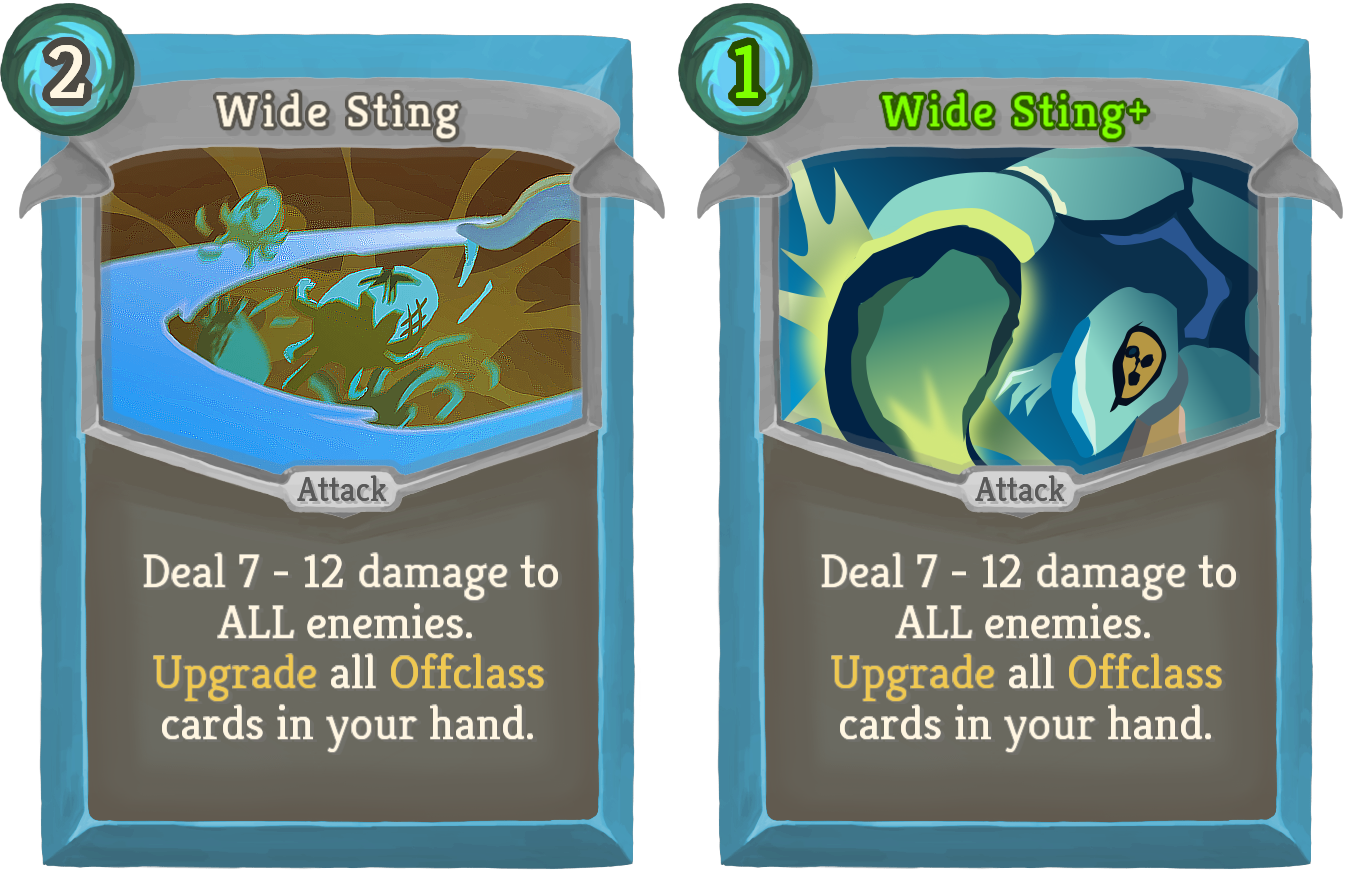 2
Wide Sting
Attack
Deal 7 - 12 damage to
ALL enemies.
Upgrade all Offclass
cards in your hand.
1
Wide Sting+
Attack
Deal 7 - 12 damage to
ALL enemies.
Upgrade all Offclass
cards in your hand.